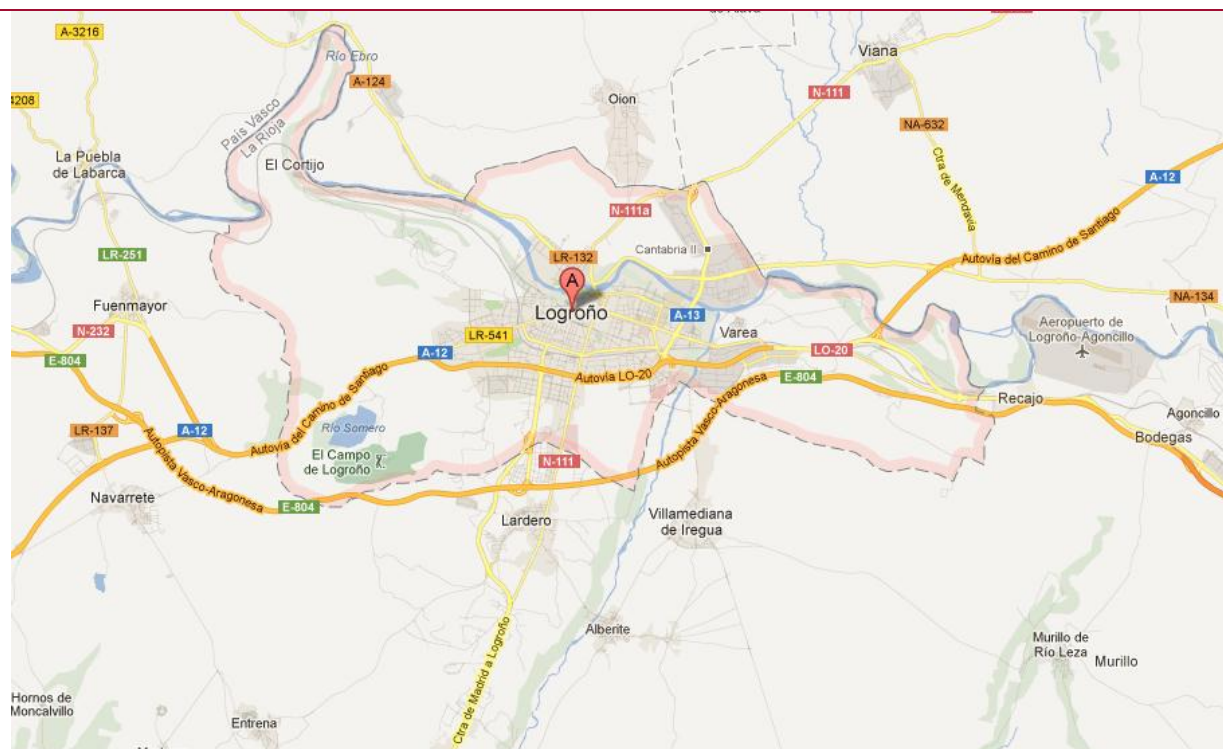 A-3216
Río Ebro
A-124
Viana
N-111
Oion
4208
NA-632
País Vasco
La Rioja
La Puebla
de Labarca
El Cortijo
Ctra de Mendavia
A-12
N-111a
Cantabria II
LR-251
LR-132
Autovía del Camino de Santiago
A
Fuenmayor
Logroño
A-13
NA-134
N-232
LR-541
Varea
Aeropuerto de
Logroño-Agoncillo
E-804
A-12
LO-20
Autovía LO-20
E-804
Autovía del Camino de Santiago
Recajo
Agoncillo
LR-137
A-12
Río Somero
Bodegas
El Campo
de Logroño
N-111
Autopista Vasco-Aragonesa
Autopista Vasco-Aragonesa
Navarrete
E-804
Lardero
Villamediana
de Iregua
Alberite
Ctra de Madrid a Logroño
Murillo de
Río Leza
Murillo
Hornos de
Moncalvillo
Entrena